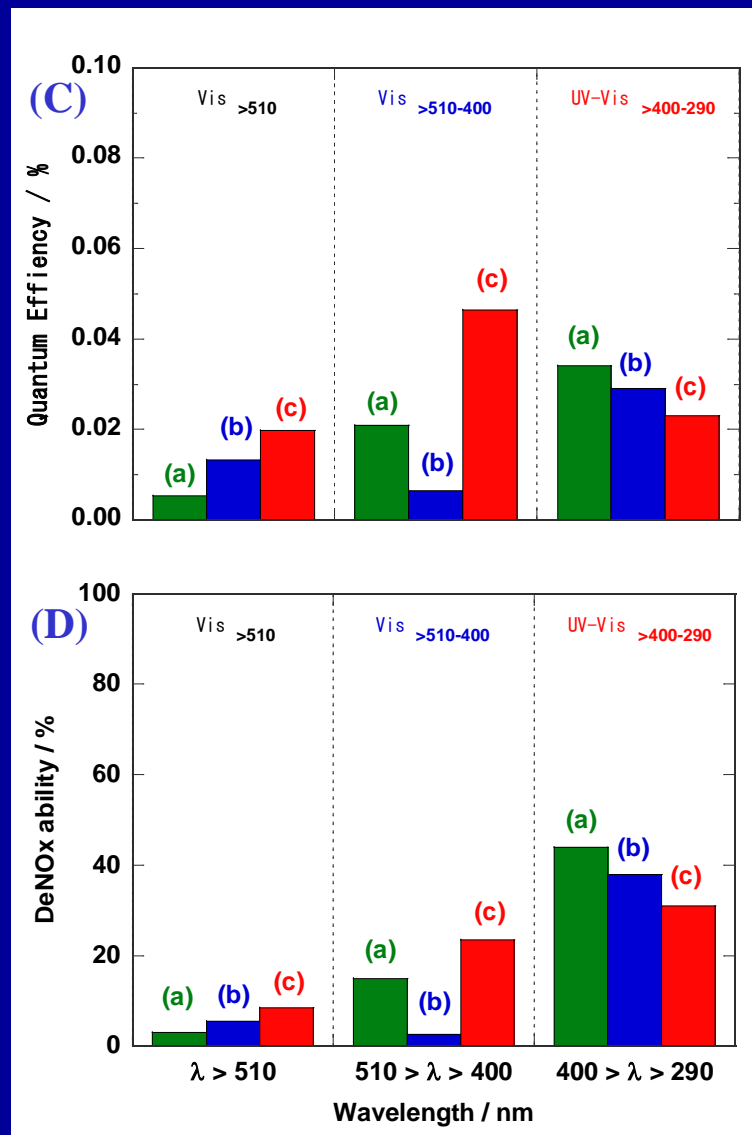 (C)
Vis >510
Vis >510-400
UV-Vis >400-290
Quantum Effiency / %
0.10
0.08
0.06
0.04
0.02
0.00
(a)
(b)
(c)
(a)
(b)
(c)
(a)
(b)
(c)
(D)
Vis >510
Vis >510-400
UV-Vis >400-290
DeNOx ability / %
100
80
60
40
20
0
(a)
(b)
(c)
(a)
(b)
(c)
(a)
(b)
(c)
λ > 510
510 > λ > 400
400 > λ > 290
Wavelength / nm